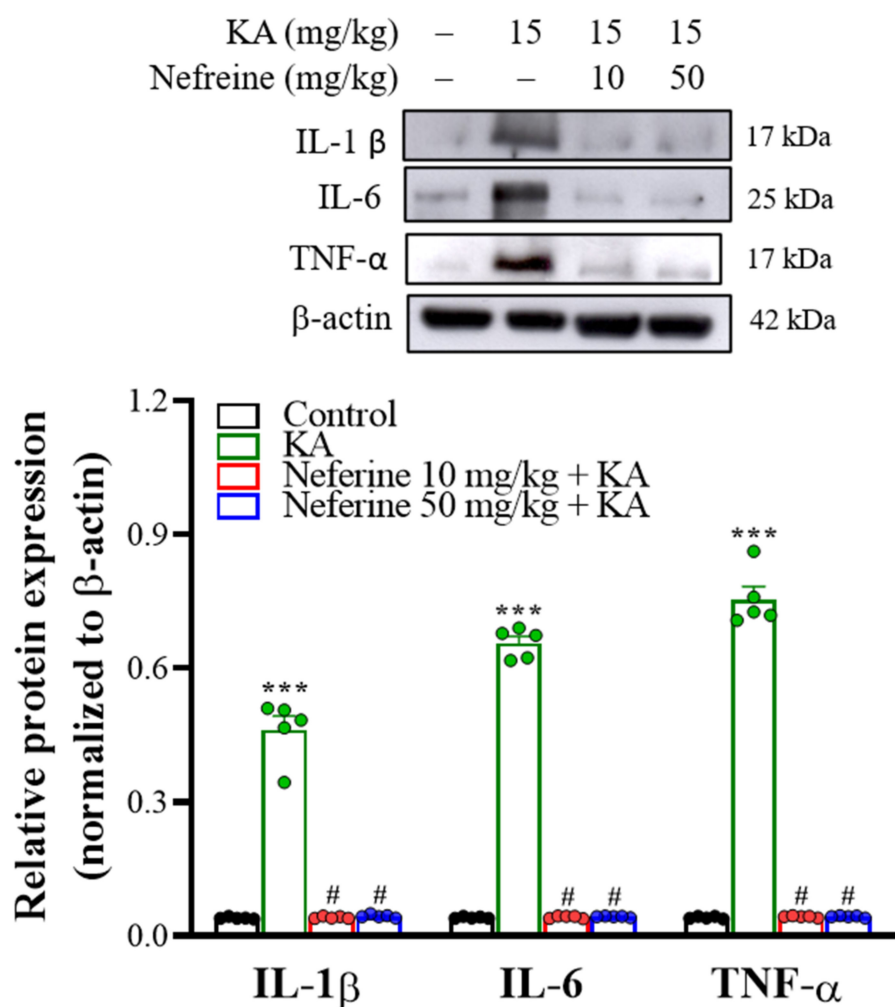 KA (mg/kg) – 15 15 15
Nefreine (mg/kg) – – 10 50
IL-1 β 17 kDa
IL-6 25 kDa
TNF-α 17 kDa
β-actin 42 kDa
Relative protein expression
(normalized to β-actin)
1.2
0.9
0.6
0.3
0.0
Control
KA
Neferine 10 mg/kg + KA
Neferine 50 mg/kg + KA
*** # #
*** # #
*** # #
IL-1β IL-6 TNF-α